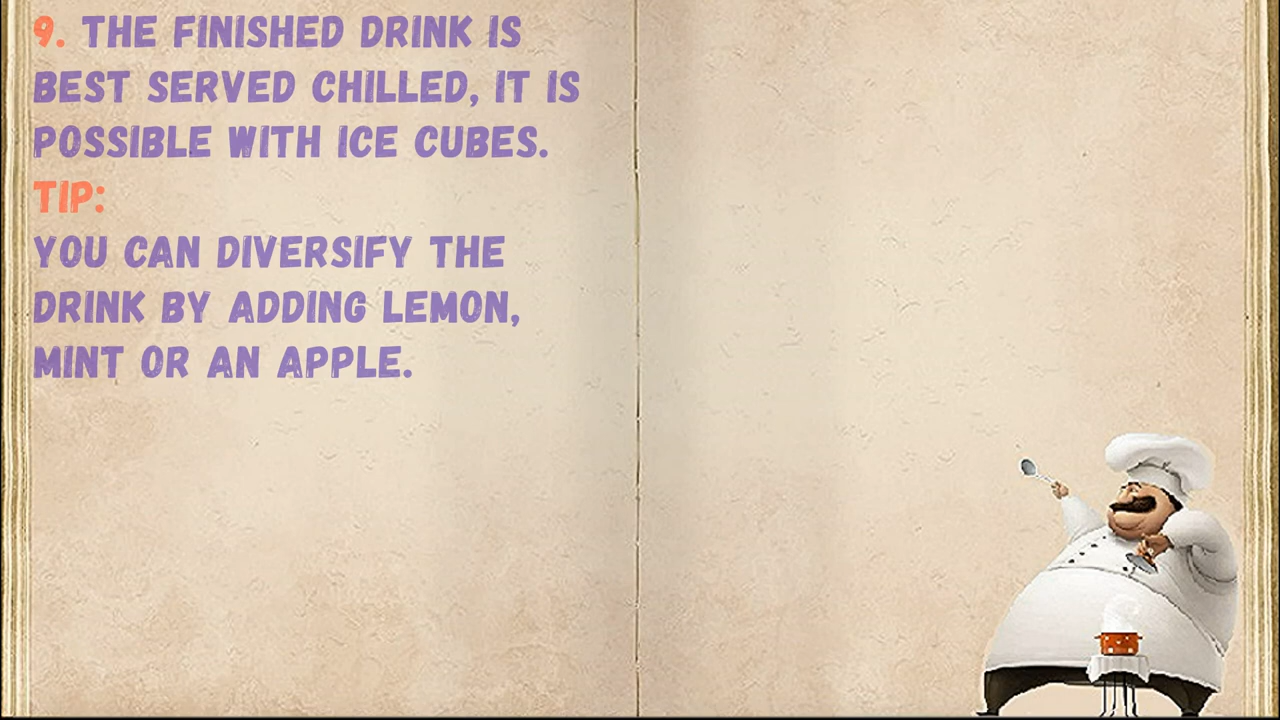 9. THE FINISHED DRINK IS
BEST SERVED CHILLED, IT IS
POSSIBLE WITH ICE CUBES.
TIP:
YOU CAN DIVERSIFY THE
DRINK BY ADDING LEMON,
MINT OR AN APPLE.